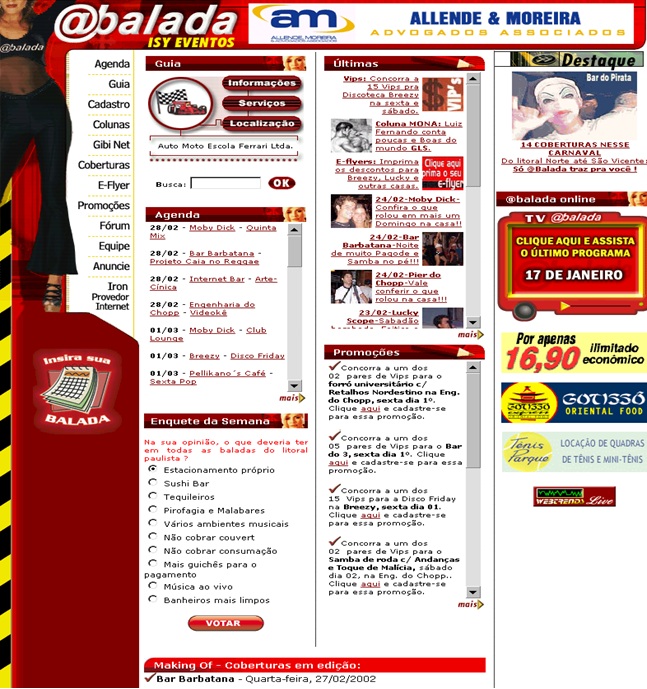 @balada
ISY EVENTOS
@balada
am
ALLENDE MOREIRA
& ADVOGADOS ASSOCIADOS
ALLENDE & MOREIRA
ADVOGADOS ASSOCIADOS
Agenda
Guia
Cadastro
Colunas
Gibi Net
Coberturas
E-Flyer
Promoções
Fórum
Equipe
Anuncie
Iron
Provedor
Internet
Insira sua
BALADA
Guia
Informações
Serviços
Localização
Auto Moto Escola Ferrari Ltda.
Busca:
OK
Agenda
28/02 - Moby Dick - Quinta
Mix
28/02 - Bar Barbatana -
Projeto Caia no Reggae
28/02 - Internet Bar - Arte-
Cínica
28/02 - Engenharia do
Chopp - Videokê
01/03 - Moby Dick - Club
Lounge
01/03 - Breezy - Disco Friday
01/03 - Pellikano´s Café -
Sexta Pop
mais
Enquete da Semana
Na sua opinião, o que deveria ter
em todas as baladas do litoral
paulista ?
Estacionamento próprio
Sushi Bar
Tequileiros
Pirofagia e Malabares
Vários ambientes musicais
Não cobrar couvert
Não cobrar consumação
Mais guichês para o
pagamento
Música ao vivo
Banheiros mais limpos
VOTAR
Últimas
Vips: Concorra a
15 Vips pra
Discoteca Breezy
na sexta e
sábado.
VIP's
Coluna MONA: Luiz
Fernando conta
poucas e Boas do
mundo GLS.
E-flyers: Imprima
os descontos para
Breezy, Lucky e
outras casas.
Clique aqui
e imprima seu
e-flyer
24/02-Moby Dick-
Confira o que
rolou em mais um
Domingo na casa!!
24/02-Bar
Barbatana-Noite
de muito Pagode e
Samba no pé!!!
24/02-Pier do
Chopp-Vale
conferir o que
rolou na casa!!!
23/02-Lucky
Scope-Sabadão
mais
Promoções
Concorra a um dos
02 pares de Vips para o
forró universitário c/
Retalhos Nordestino na Eng.
do Chopp, sexta dia 1º.
Clique aqui e cadastre-se
para essa promoção.
Concorra a um dos
05 pares de Vips para o Bar
do 3, sexta dia 1º. Clique
aqui e cadastre-se para essa
promoção.
Concorra a um dos
15 Vips para a Disco Friday
na Breezy, sexta dia 01.
Clique aqui e cadastre-se
para esa promoção.
Concorra a um dos
02 pares de Vips para o
Samba de roda c/ Andanças
e Toque de Malícia, sábado
dia 02, na Eng. do Chopp..
Clique aqui e cadastre-se
para essa promoção.
mais
Making Of - Coberturas em edição:
Bar Barbatana - Quarta-feira, 27/02/2002
Destaque
Bar do Pirata
14 COBERTURAS NESSE
CARNAVAL
Do litoral Norte até São Vicente:
Só @Balada traz pra você !
@balada online
TV @balada
CLIQUE AQUI E ASSISTA
O ÚLTIMO PROGRAMA
17 DE JANEIRO
Por apenas
16,90 ilimitado
econômico
GOUSSÔ
ORIENTAL FOOD
Tênis
Parque
LOCAÇÃO DE QUADRAS
DE TÊNIS E MINI-TÊNIS
WEBTRENDS Live